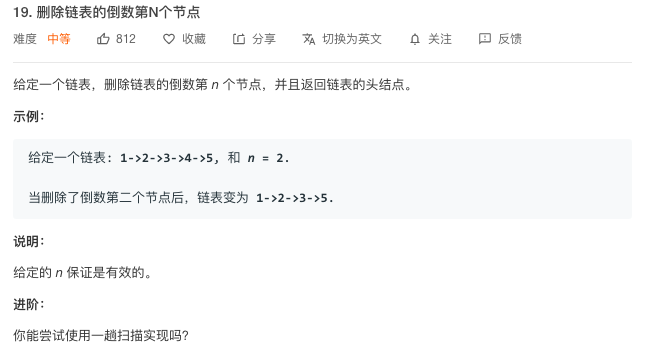 19. 删除链表的倒数第N个节点
难度 中等 812 收藏 分享 切换为英文 关注 反馈
给定一个链表，删除链表的倒数第 n 个节点，并且返回链表的头结点。
示例：
给定一个链表: 1->2->3->4->5, 和 n = 2.
当删除了倒数第二个节点后，链表变为 1->2->3->5.
说明：
给定的 n 保证是有效的。
进阶：
你能尝试使用一趟扫描实现吗？